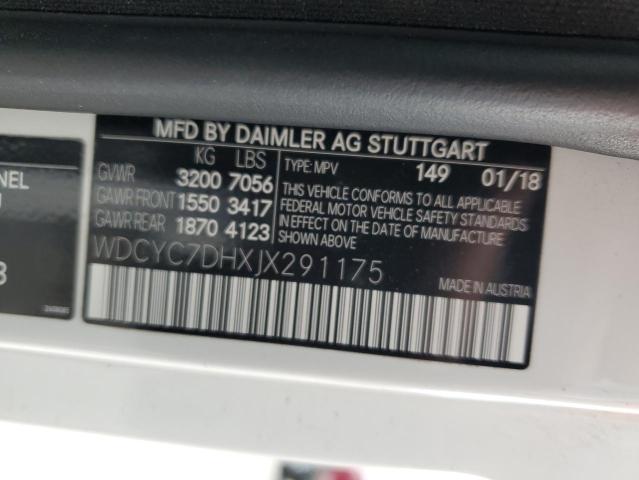 MFD BY DAIMLER AG STUTTGART
KG LBS
GVWR 3200 7056
GAWR FRONT 1550 3417
GAWR REAR 1870 4123
TYPE: MPV 149 01/18
THIS VEHICLE CONFORMS TO ALL APPLICABLE
FEDERAL MOTOR VEHICLE SAFETY STANDARDS
IN EFFECT ON THE DATE OF MANUFACTURE
SHOWN ABOVE
WDCYC7DHXJX291175
MADE IN AUSTRIA
NEL